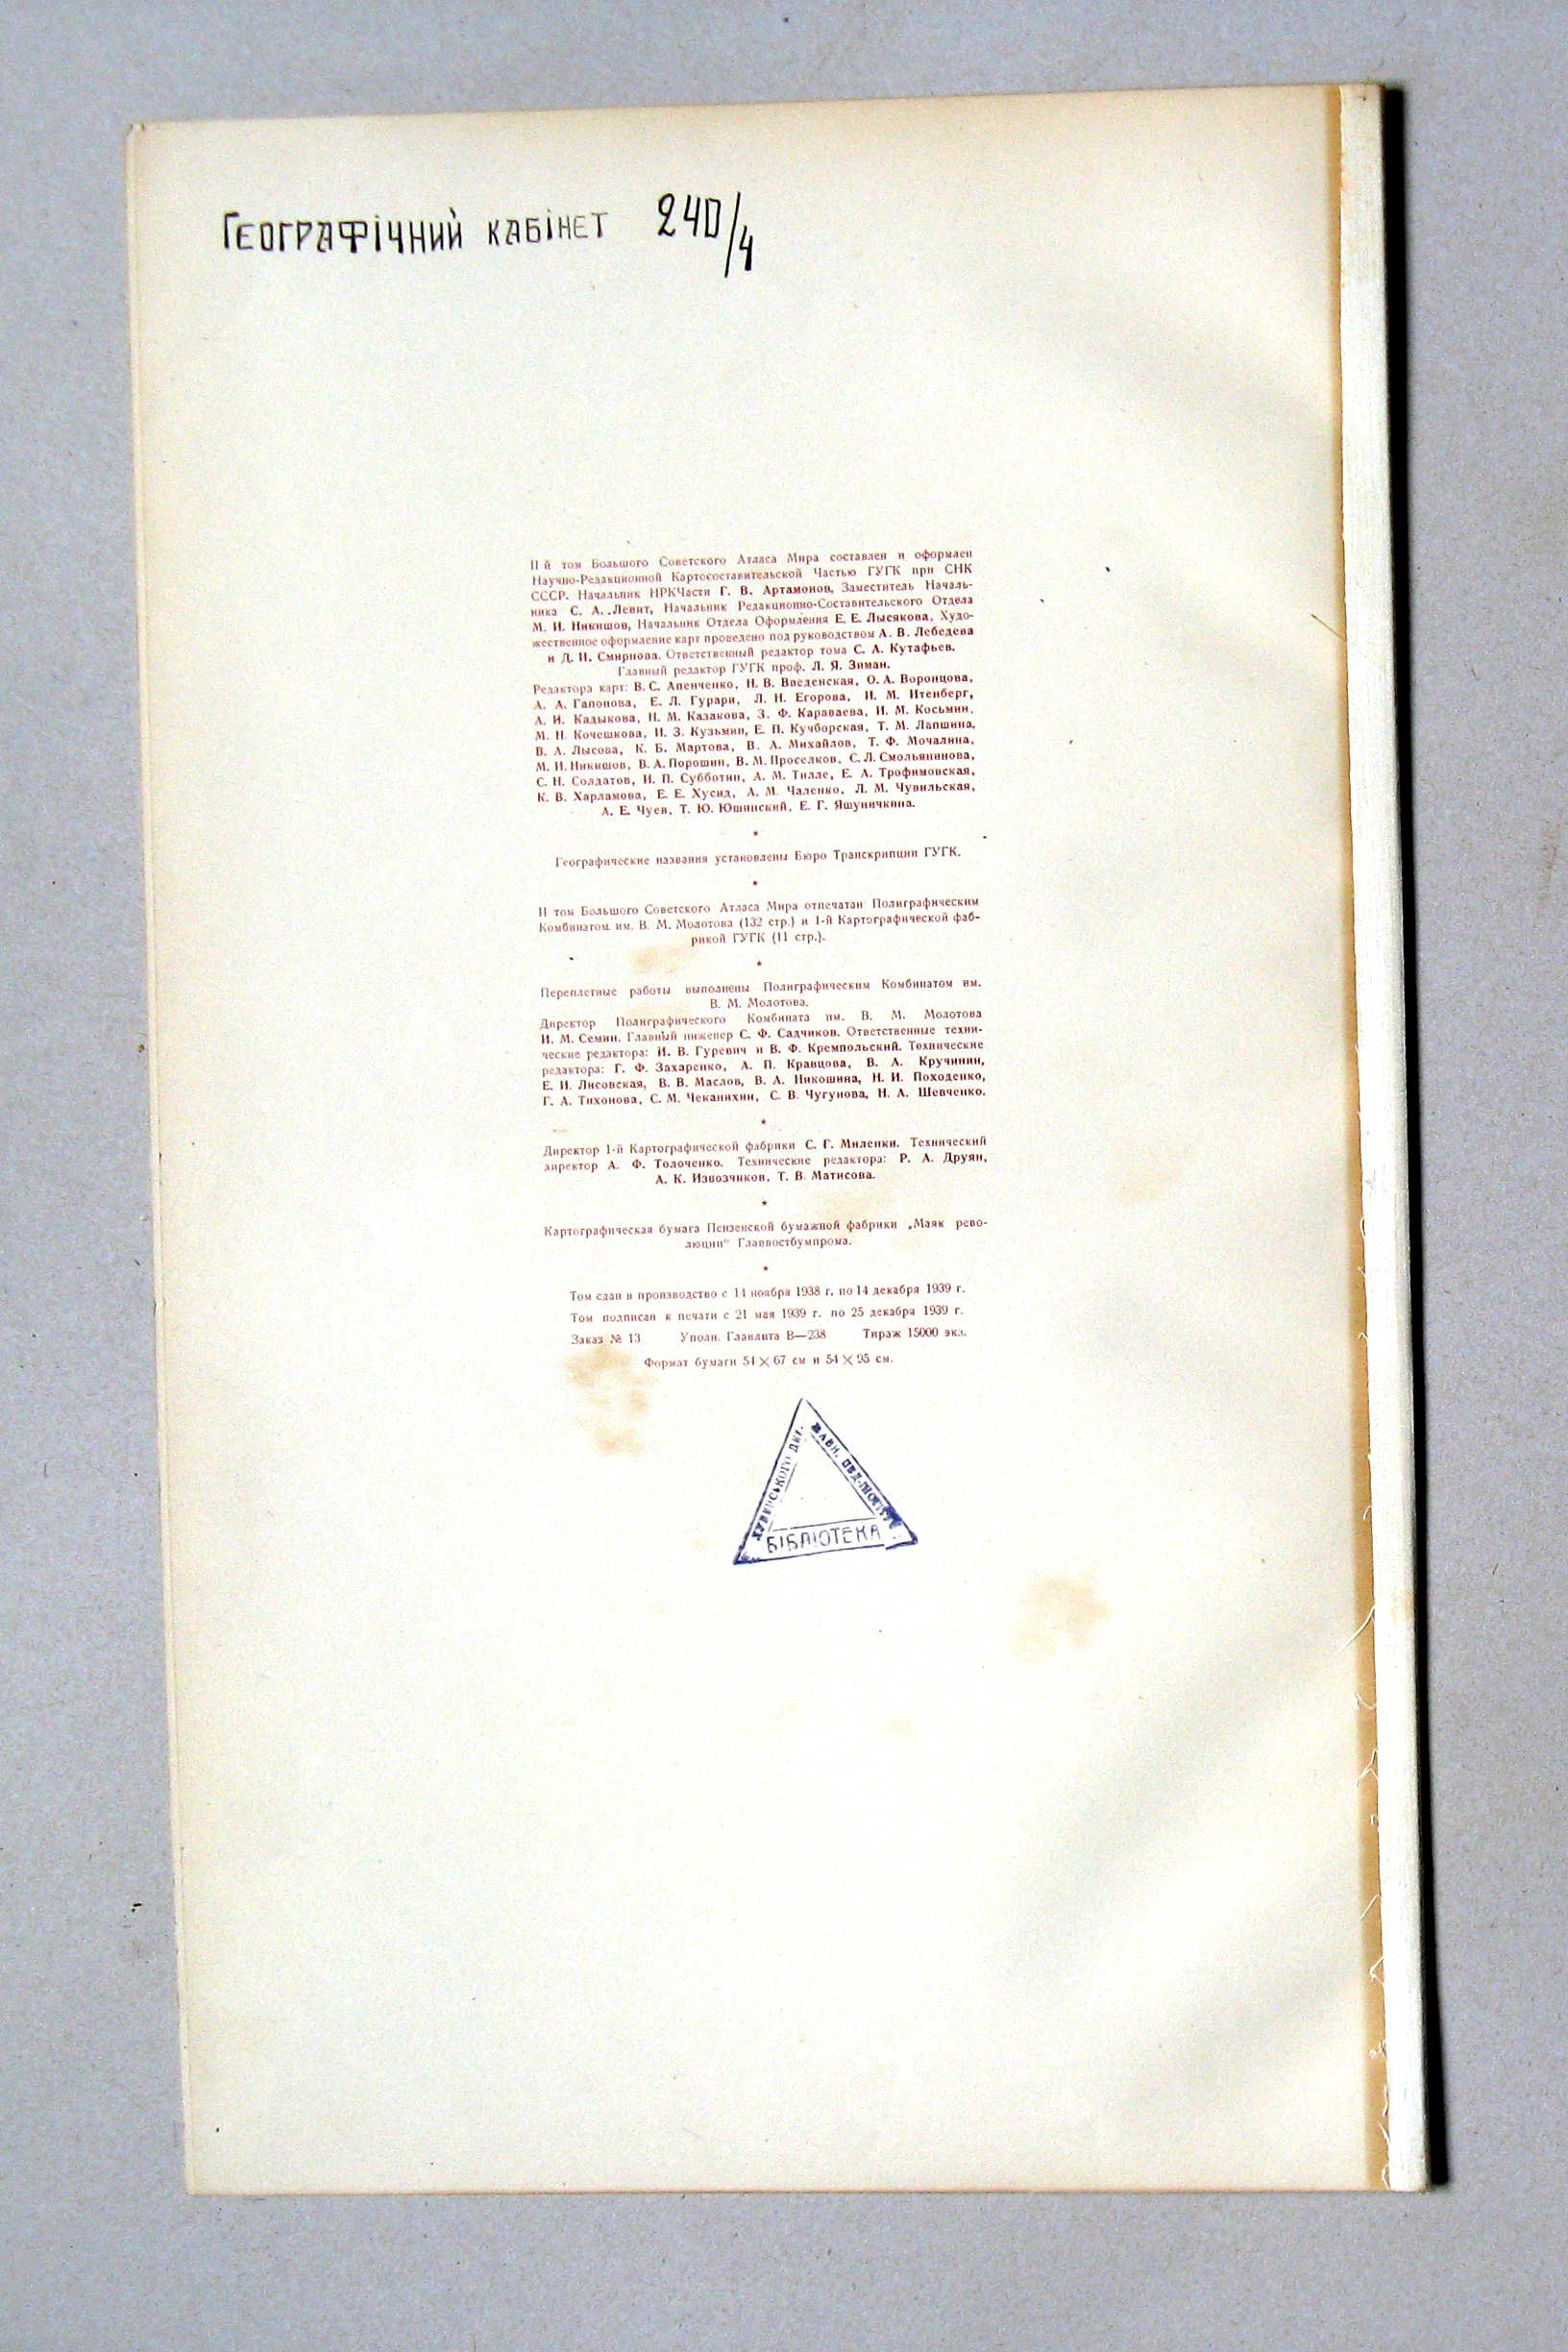 Географічний кабінет 240/4
II-й том Большого Советского Атласа Мира составлен и оформлен
Научно-Редакционной Картосоставительской Частью ГУГК при СНК
СССР. Начальник НРКЧасти Г. В. Артамонов, Заместитель Началь-
ника С. А. Левит, Начальник Редакционно-Составительского Отдела
М. И. Никишов, Начальник Отдела Оформления Е. Е. Лысякова, Худо-
жественное оформление карт проведено под руководством А. В. Лебедева
и Д. И. Смирнова. Ответственный редактор тома С. А. Кутафьев.
Главный редактор ГУГК проф. Л. Я. Зиман.
Редактора карт: В. С. Апенченко, Н. В. Введенская, О. А. Воронцова,
А. А. Гапонова, Е. Л. Гурари, Л. Н. Егорова, И. М. Итенберг,
А. И. Кадыкова, Н. М. Казакова, З. Ф. Караваева, И. М. Косьмин,
М. Н. Кочешкова, И. З. Кузьмин, Е. П. Кучборская, Т. М. Лапшина,
В. А. Лысова, К. Б. Мартова, В. А. Михайлов, Т. Ф. Мочалина,
М. И. Никишов, В. А. Порошин, В. М. Проселков, С. Л. Смольянинова,
С. Н. Солдатов, И. П. Субботин, А. М. Тилле, Е. А. Трофимовская,
К. В. Харламова, Е. Е. Хусид, А. М. Чаленко, Л. М. Чувильская,
А. Е. Чуев, Т. Ю. Юшинский, Е. Г. Яшуничкина.
*
Географические названия установлены Бюро Транскрипции ГУГК.
*
II том Большого Советского Атласа Мира отпечатан Полиграфическим
Комбинатом им. В. М. Молотова (132 стр.) и 1-й Картографической фаб-
рикой ГУГК (11 стр.).
*
Переплетные работы выполнены Полиграфическим Комбинатом им.
В. М. Молотова.
Директор Полиграфического Комбината им. В. М. Молотова
И. М. Семин. Главный инженер С. Ф. Садчиков. Ответственные техни-
ческие редактора: И. В. Гуревич и В. Ф. Кремпольский. Технические
редактора: Г. Ф. Захаренко, А. П. Кравцова, В. А. Кручинин,
Е. И. Лисовская, В. В. Маслов, В. А. Никошина, Н. И. Походенко,
Г. А. Тихонова, С. М. Чеканихин, С. В. Чугунова, Н. А. Шевченко.
*
Директор 1-й Картографической фабрики С. Г. Миленки. Технический
директор А. Ф. Толоченко. Технические редактора: Р. А. Друян,
А. К. Извозчиков, Т. В. Матисова.
*
Картографическая бумага Пензенской бумажной фабрики „Маяк рево-
люции“ Главвостбумпрома.
*
Том сдан в производство с 11 ноября 1938 г. по 14 декабря 1939 г.
Том подписан к печати с 21 мая 1939 г. по 25 декабря 1939 г.
Заказ № 13 Уполн. Главлита В—238 Тираж 15000 экз.
Формат бумаги 54 × 67 см и 54 × 95 см.
БІБЛІОТЕКА